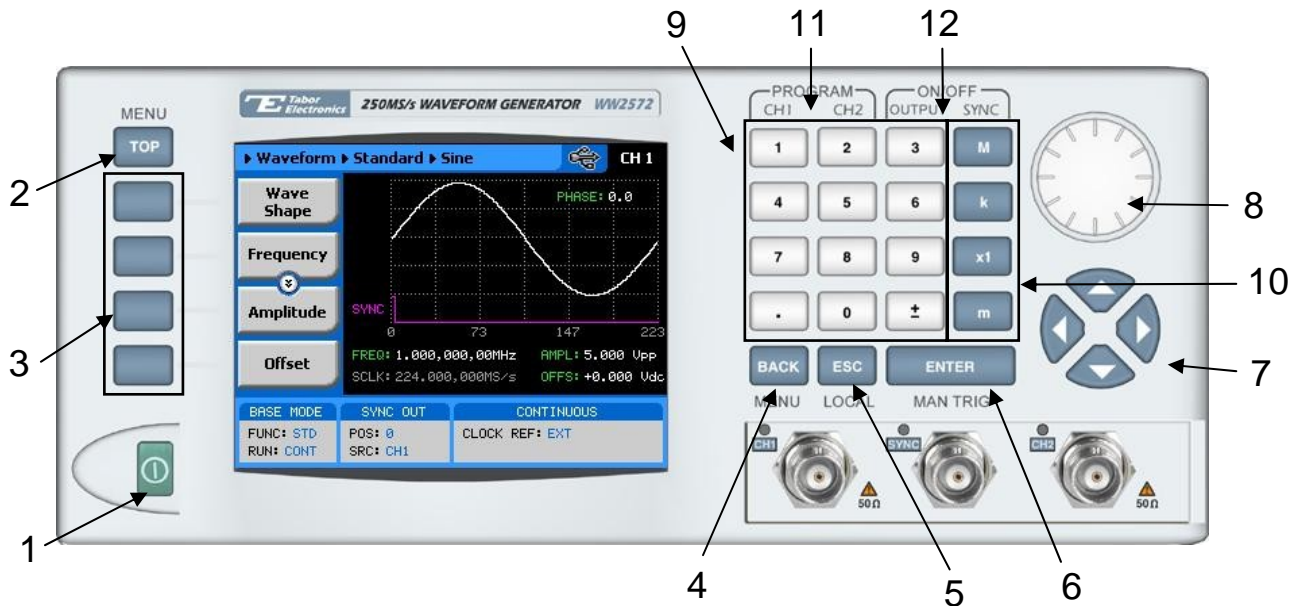 9 11 12
PROGRAM ON/OFF
CH1 CH2 OUTPUT SYNC
MENU
TOP
Tabor Electronics 250MS/s WAVEFORM GENERATOR WW2572
Waveform Standard Sine CH 1
Wave Shape
Frequency
Amplitude
Offset
PHASE: 0.0
SYNC
0 73 147 223
FREQ: 1.000,000,00MHz AMPL: 5.000 Vpp
SCLK: 224.000,000MS/s OFFS: +0.000 Vdc
BASE MODE SYNC OUT CONTINUOUS
FUNC: STD POS: 0 CLOCK REF: EXT
RUN: CONT SRC: CH1
1 2 3 M
4 5 6 k
7 8 9 x1
. 0 ± m
BACK ESC ENTER
MENU LOCAL MAN TRIG
CH1 SYNC CH2
50Ω 50Ω
2
3
1
8
10
7
4 5 6